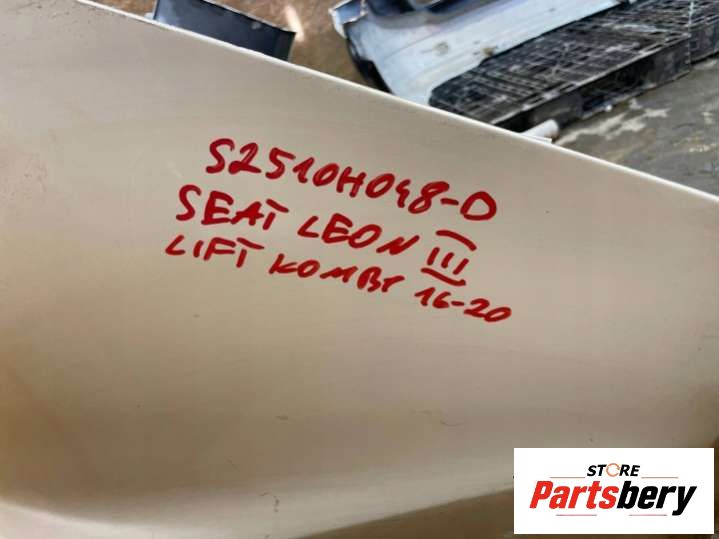 S2510H048-D
SEAT LEON III
LIFT KOMBI 16-20
STORE
Partsbery